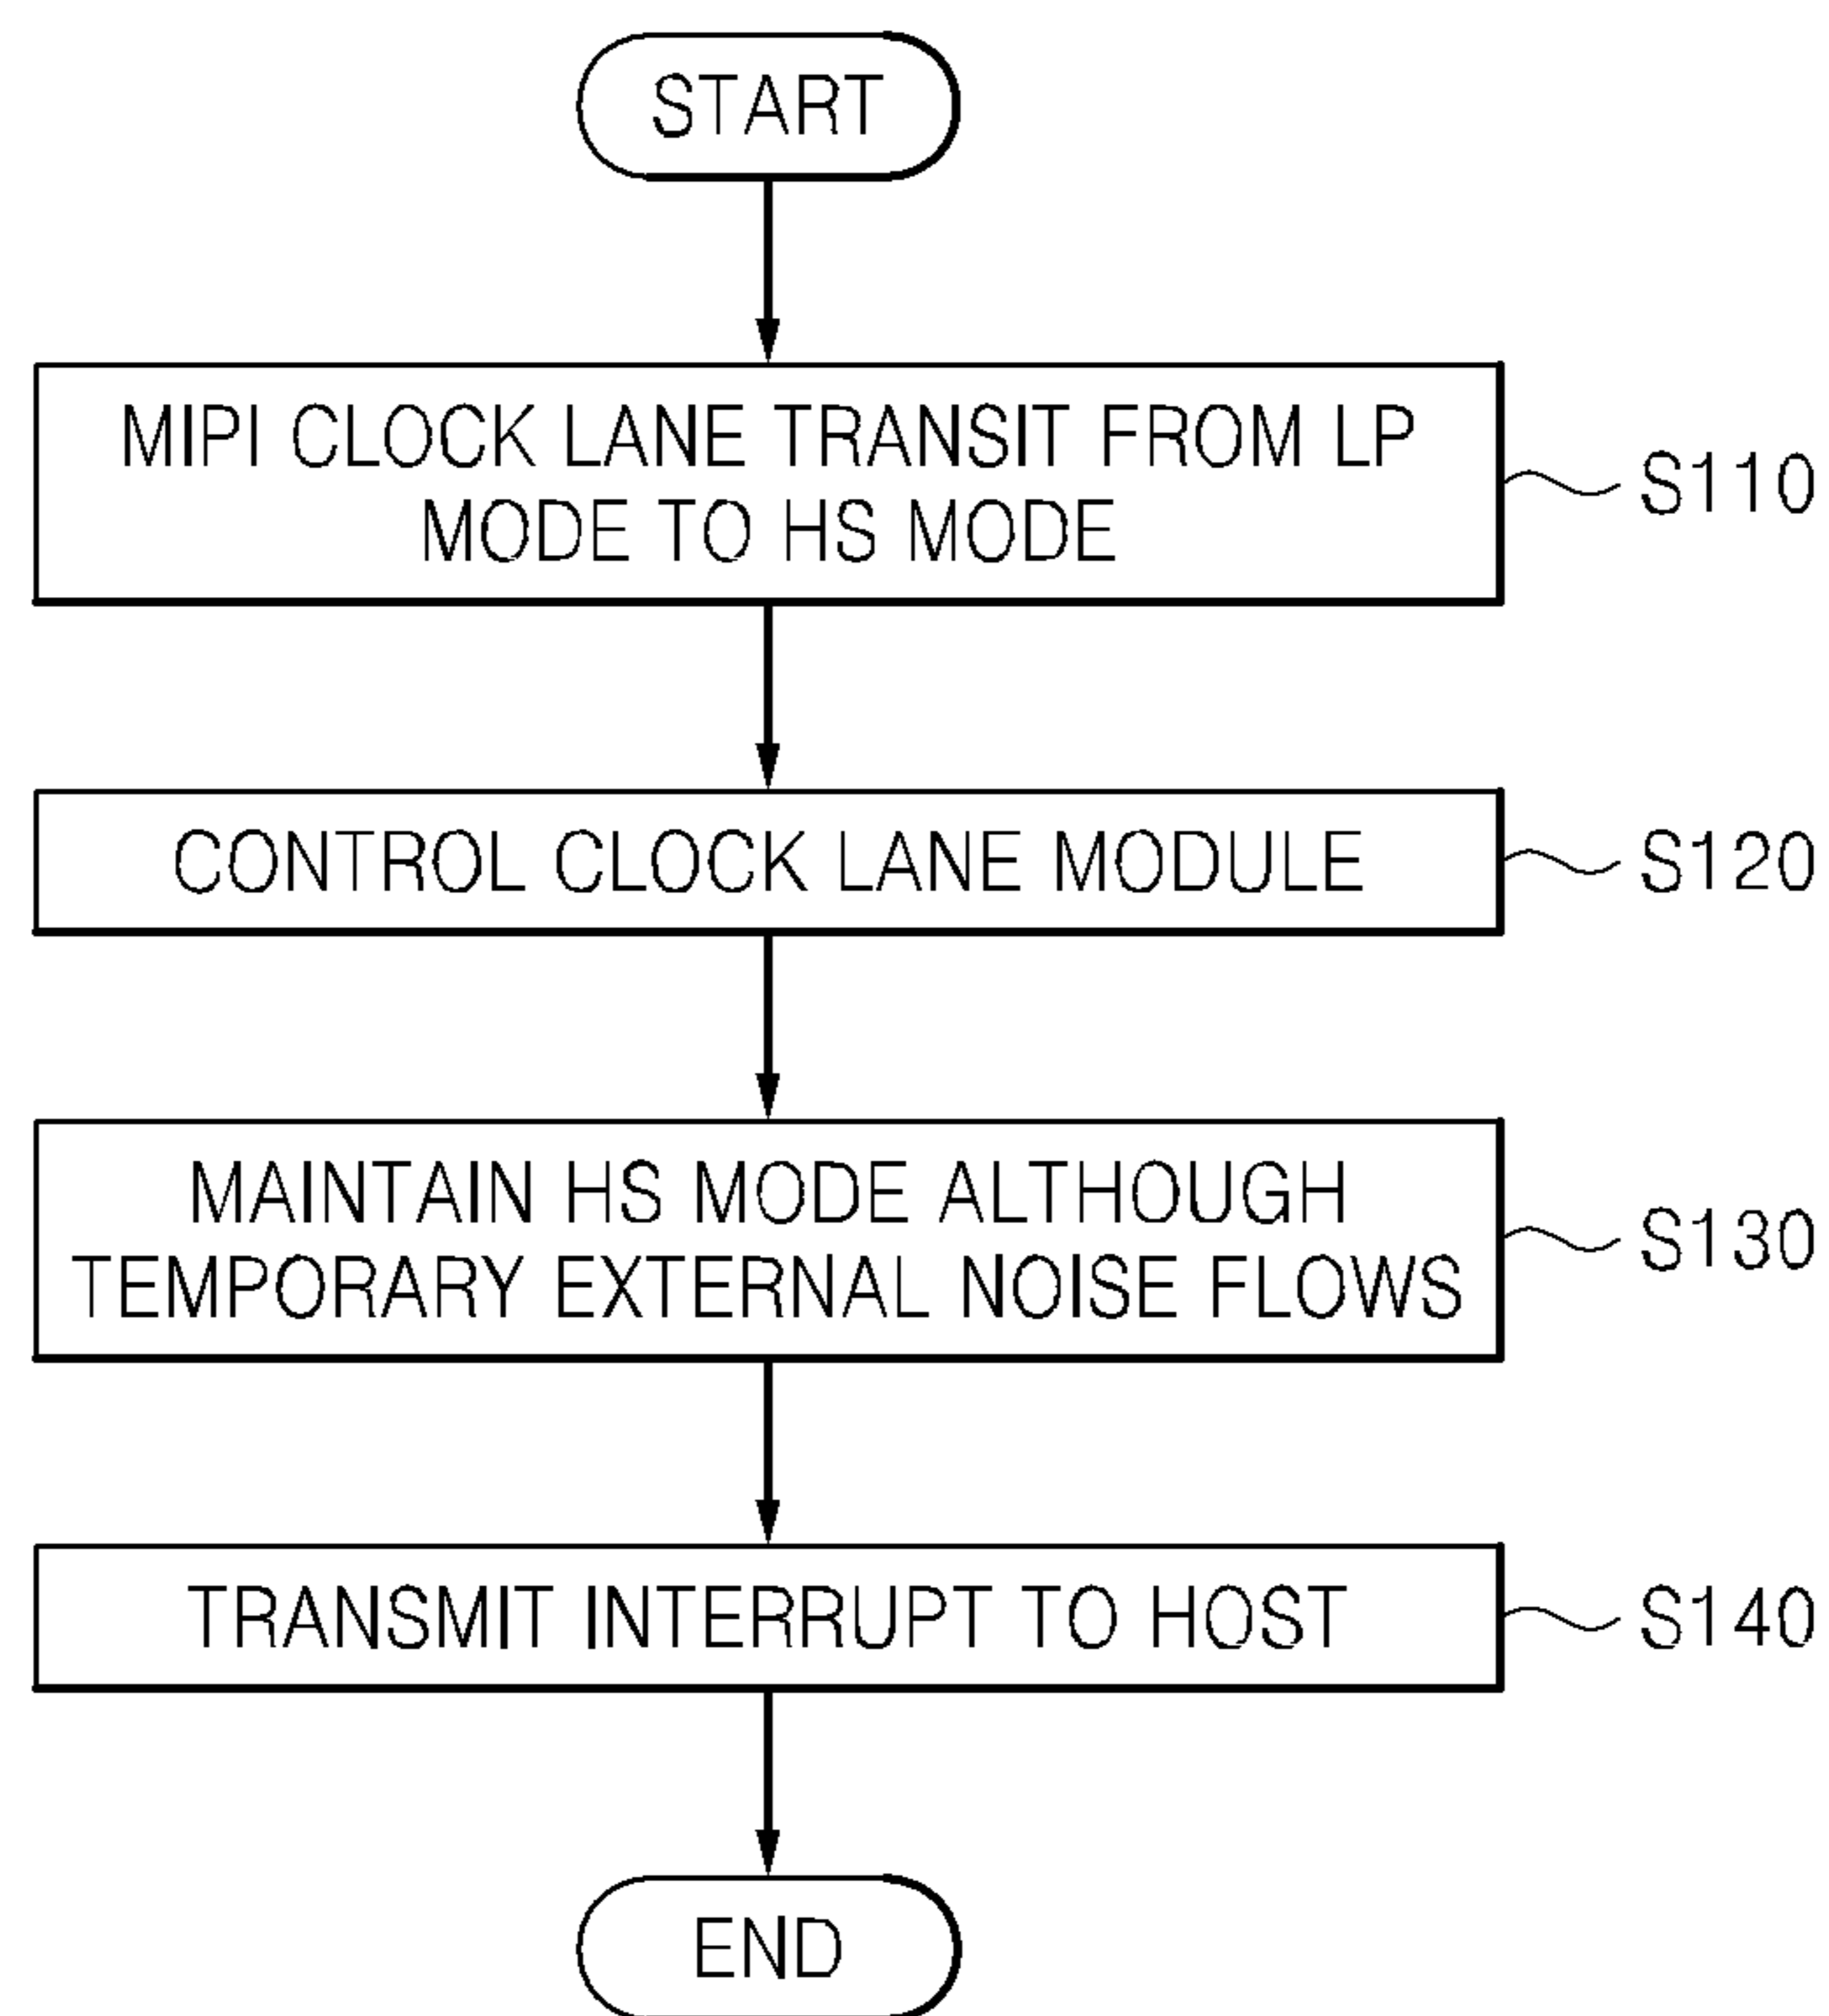 START
MIPI CLOCK LANE TRANSIT FROM LP
MODE TO HS MODE
S110
CONTROL CLOCK LANE MODULE
S120
MAINTAIN HS MODE ALTHOUGH
TEMPORARY EXTERNAL NOISE FLOWS
S130
TRANSMIT INTERRUPT TO HOST
S140
END